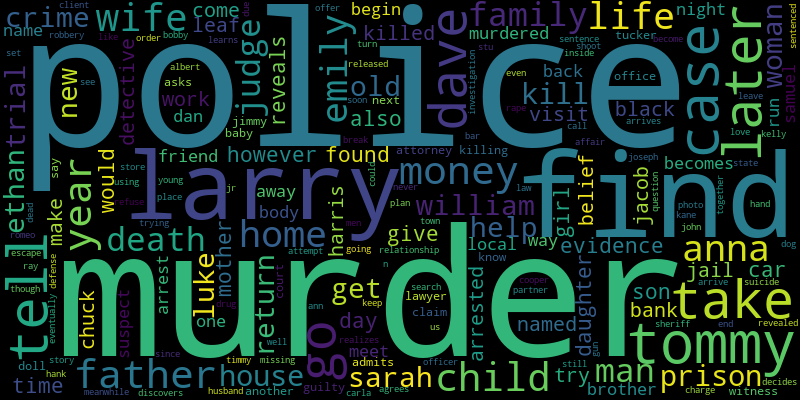 police
murder
find
larry
tommy
tell
take
case
dave
wife
life
later
family
kill
child
father
go
money
home
year
death
house
return
get
sarah
man
prison
anna
woman
trial
crime
ethan
emily
judge
old
william
help
black
evidence
jail
car
son
bank
luke
mother
harris
give
day
time
new
work
dan
leaf
come
name
begin
killed
murdered
night
visit
back
office
run
samuel
detective
reveals
also
however
found
friend
would
make
chuck
suspect
arrest
body
away
baby
jimmy
asks
belief
girl
jacob
becomes
local
way
know
named
daughter
try
brother
witness
arrested
lawyer
claim
meet
admits
guilty
another
one
court
drug
husband
discovers
meanwhile
hank
story
doll
eventually
defense
ray
though
escape
romeo
dead
say
store
using
young
place
trying
refuse
jr
since
missing
timmy
realizes
well
ann
keep
search
us
officer
carla
agrees
attempt
going
relationship
plan
town
men
never
could
break
attorney
killing
affair
call
law
bar
rape
soon
next
released
turn
bobby
order
due
client
robbery
like
set
see
albert
learns
offer
stu
sentence
shoot
become
tucker
investigation
even
inside
arrives
love
kelly
leave
decides
sentenced
joseph
state
question
photo
kane
john
together
hand
dog
arrive
suicide
sheriff
end
revealed
charge
gun
still
cooper
partner
n